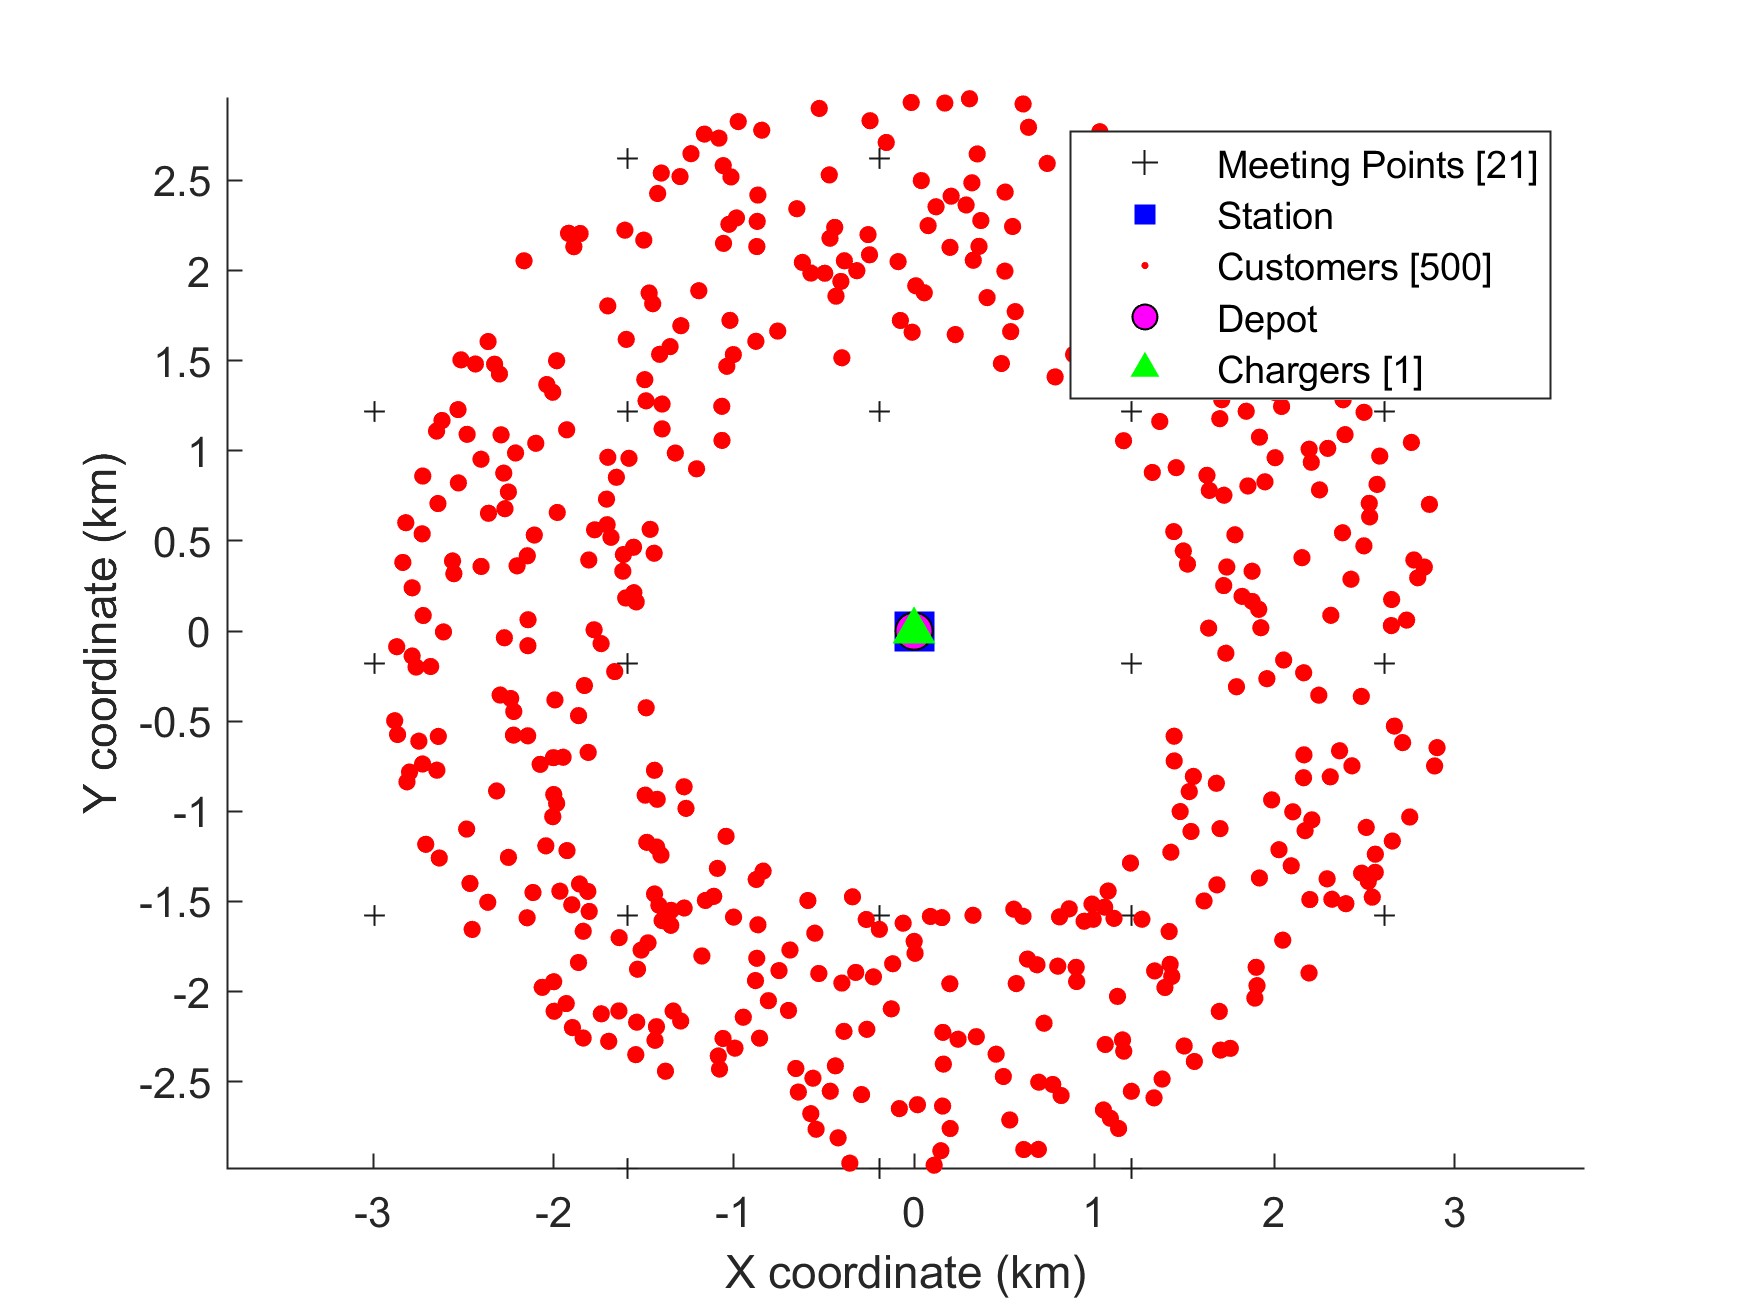 Meeting Points [21]
Station
Customers [500]
Depot
Chargers [1]
2.5
2
1.5
1
0.5
0
-0.5
-1
-1.5
-2
-2.5
Y coordinate (km)
-3 -2 -1 0 1 2 3
X coordinate (km)